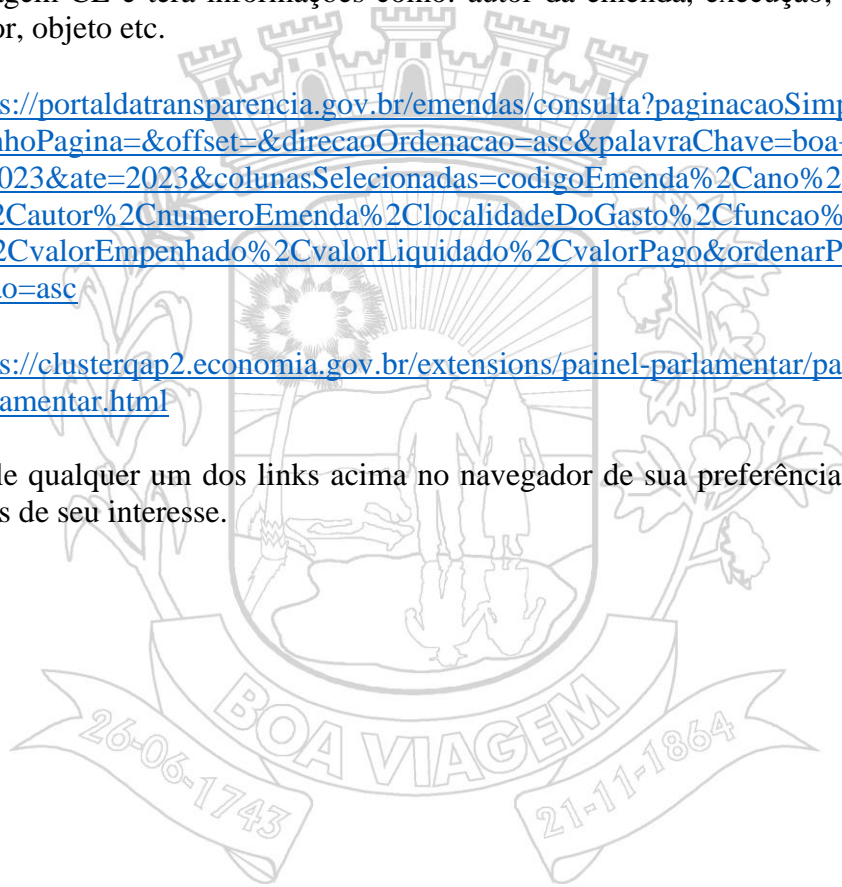 agem CE e terá informações como: autor da emenda, execução,
or, objeto etc.
s://portaldatransparencia.gov.br/emendas/consulta?paginacaoSimp
nhoPagina=&offset=&direcaoOrdenacao=asc&palavraChave=boa-
023&ate=2023&colunasSelecionadas=codigoEmenda%2Cano%2
2Cautor%2CnumeroEmenda%2ClocalidadeDoGasto%2Cfuncao%
2CvalorEmpenhado%2CvalorLiquidado%2CvalorPago&ordenarP
ao=asc
s://clusterqap2.economia.gov.br/extensions/painel-parlamentar/pa
amentar.html
le qualquer um dos links acima no navegador de sua preferência
s de seu interesse.
BOA VIAGEM
26-06-1743
21-11-1864